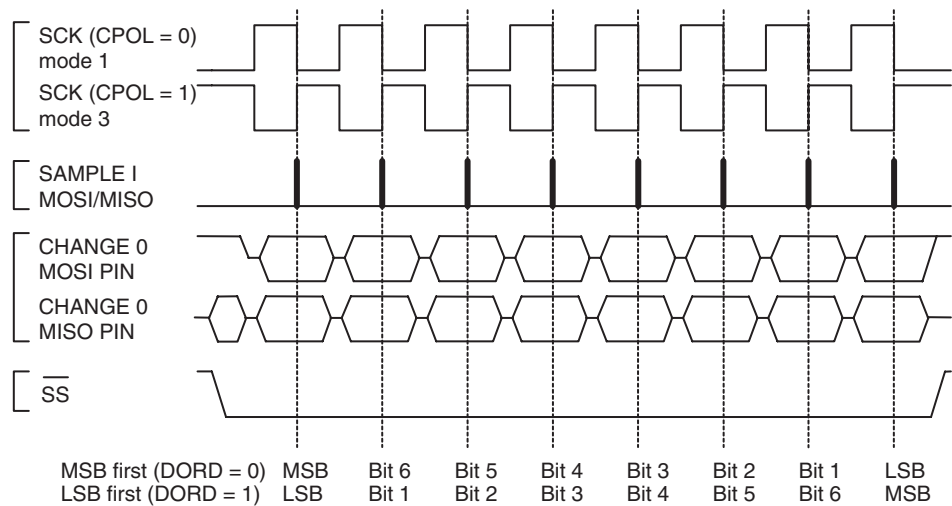 SCK (CPOL = 0)
mode 1
SCK (CPOL = 1)
mode 3
SAMPLE I
MOSI/MISO
CHANGE 0
MOSI PIN
CHANGE 0
MISO PIN
SS
MSB first (DORD = 0) MSB Bit 6 Bit 5 Bit 4 Bit 3 Bit 2 Bit 1 LSB
LSB first (DORD = 1) LSB Bit 1 Bit 2 Bit 3 Bit 4 Bit 5 Bit 6 MSB